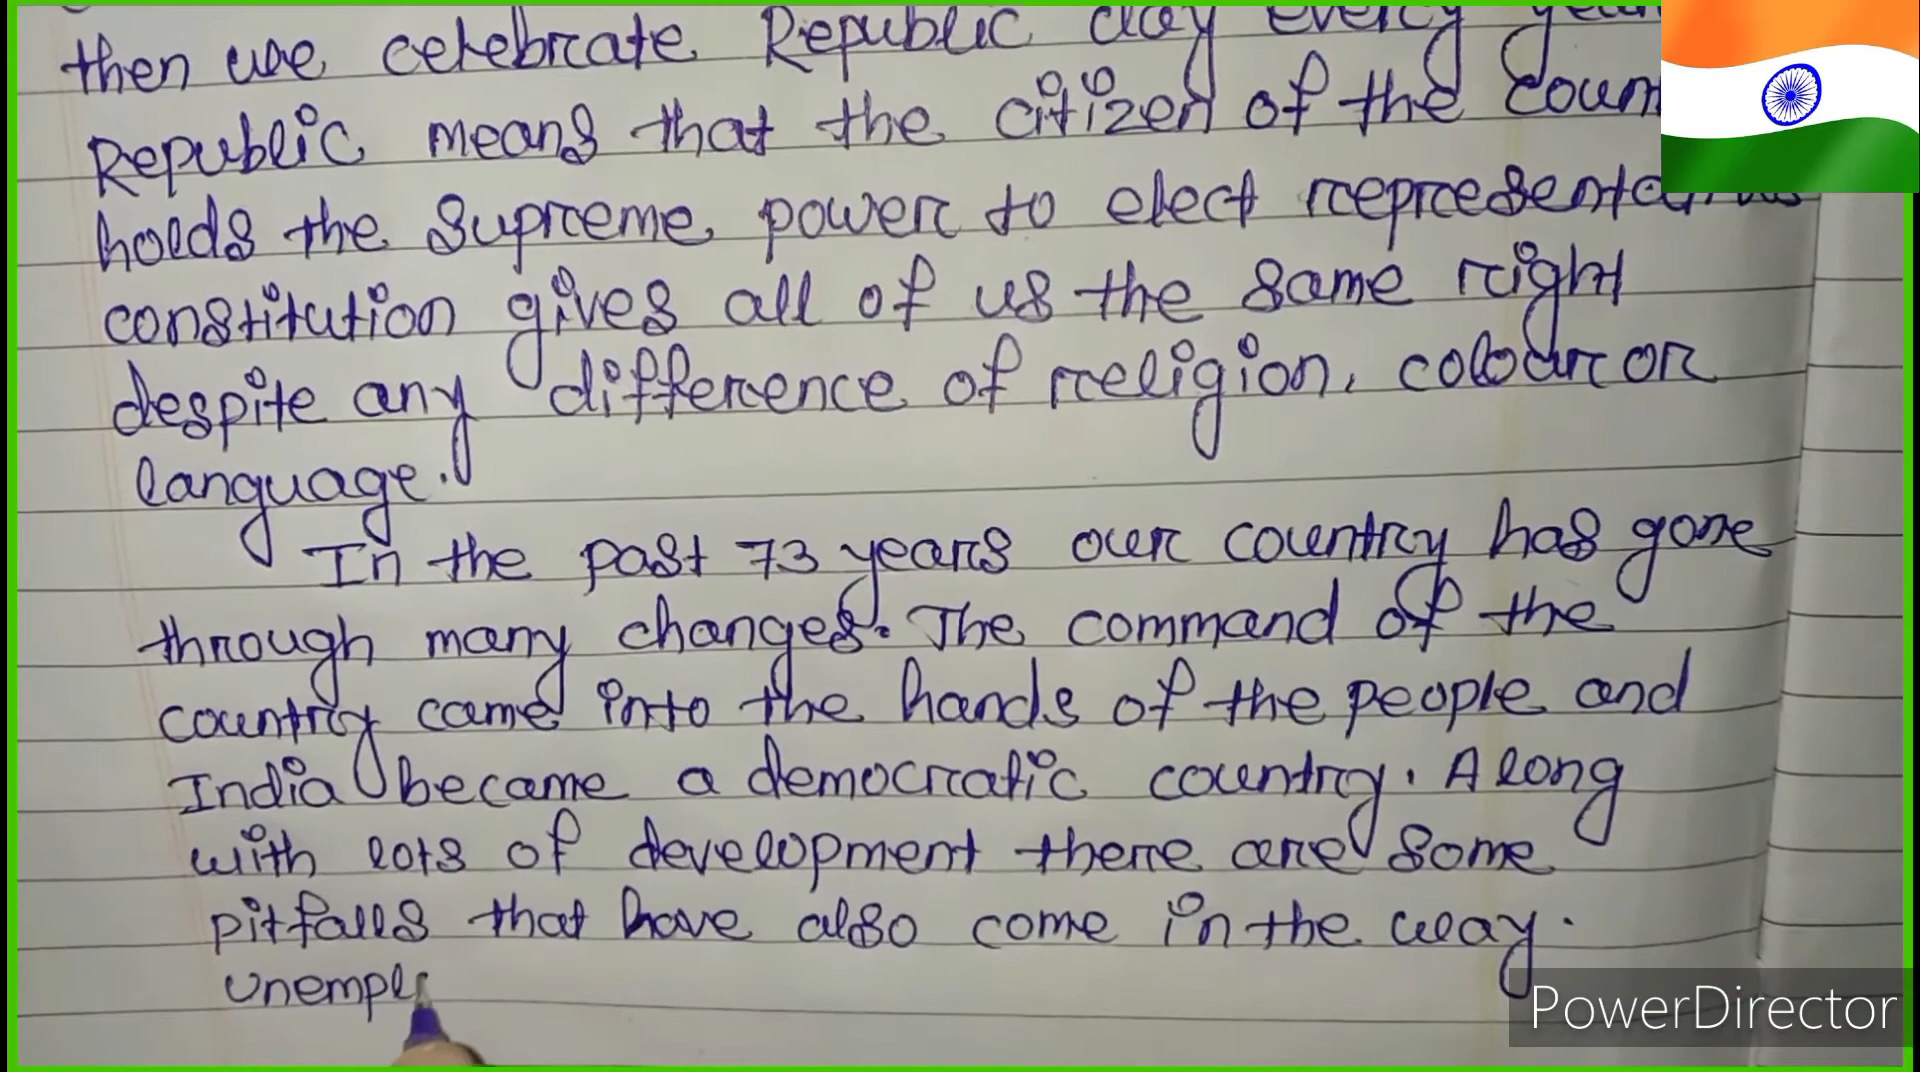 then we celebrate Republic day every year
Republic means that the citizen of the coun
holds the supreme power to elect
constitution gives all of us the same right
despite any difference of religion, colour or
language.
In the past 73 years our country has gone
through many changes. The command of the
country came into the hands of the people and
India became a democratic country. Along
with lots of development there are some
pitfalls that have also come in the way.
Unempl
PowerDirector